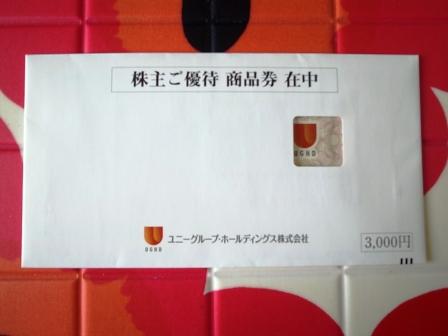 株主ご優待 商品券 在中
UGHD
UGHD
ユニーグループ・ホールディングス株式会社
3,000円